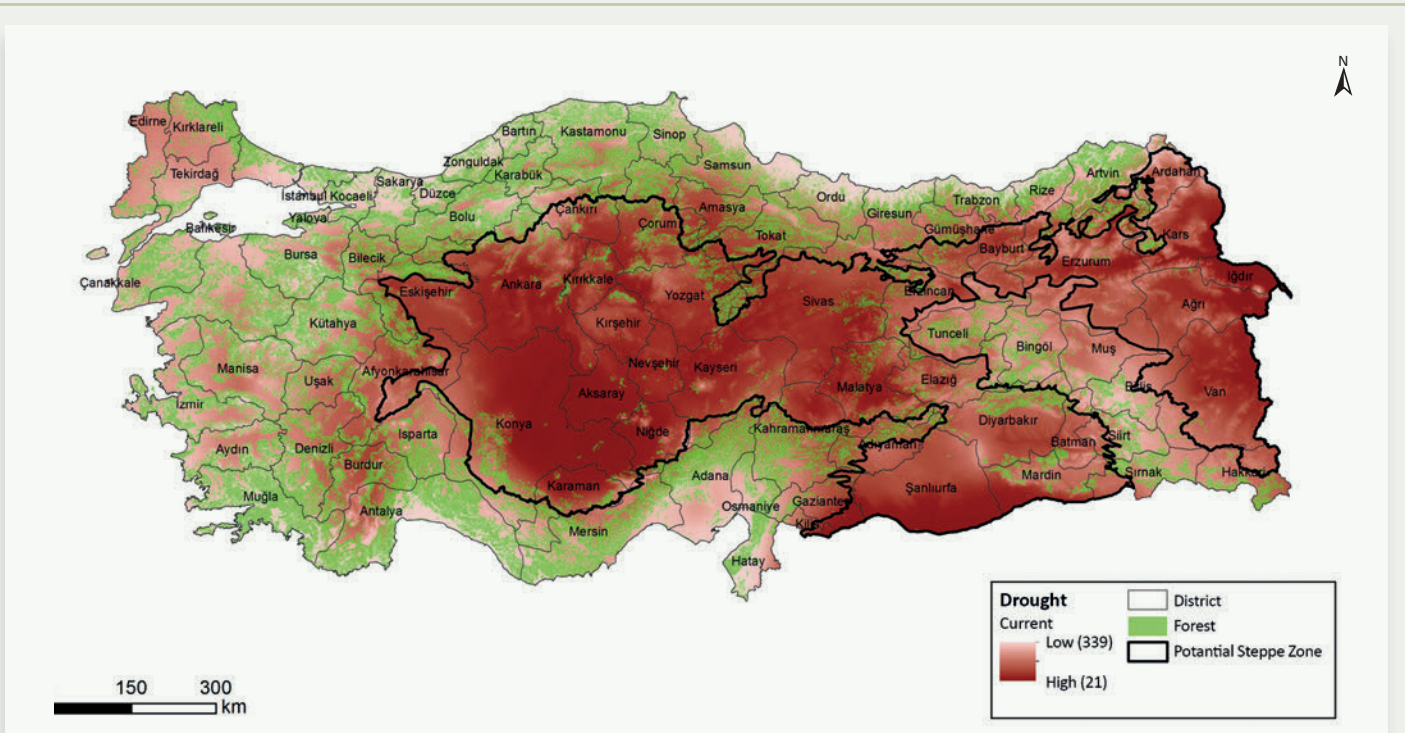 N
Edirne
Kırklareli
Tekirdağ
İstanbul
Kocaeli
Yalova
Sakarya
Düzce
Zonguldak
Bartın
Karabük
Kastamonu
Sinop
Samsun
Ordu
Giresun
Trabzon
Rize
Artvin
Ardahan
Bolu
Çankırı
Çorum
Amasya
Tokat
Gümüşhane
Bayburt
Erzurum
Kars
Iğdır
Balıkesir
Çanakkale
Bursa
Bilecik
Eskişehir
Ankara
Kırıkkale
Yozgat
Sivas
Erzincan
Ağrı
Kütahya
Kırşehir
Tunceli
Bingöl
Muş
Manisa
Uşak
Afyonkarahisar
Nevşehir
Kayseri
Malatya
Elazığ
Bitlis
Van
İzmir
Aksaray
Konya
Niğde
Isparta
Aydın
Denizli
Burdur
Kahramanmaraş
Adıyaman
Diyarbakır
Batman
Siirt
Mardin
Şırnak
Hakkari
Muğla
Antalya
Karaman
Mersin
Adana
Osmaniye
Gaziantep
Kilis
Şanlıurfa
Hatay
Drought
Current
Low (339)
High (21)
District
Forest
Potantial Steppe Zone
150 300
km